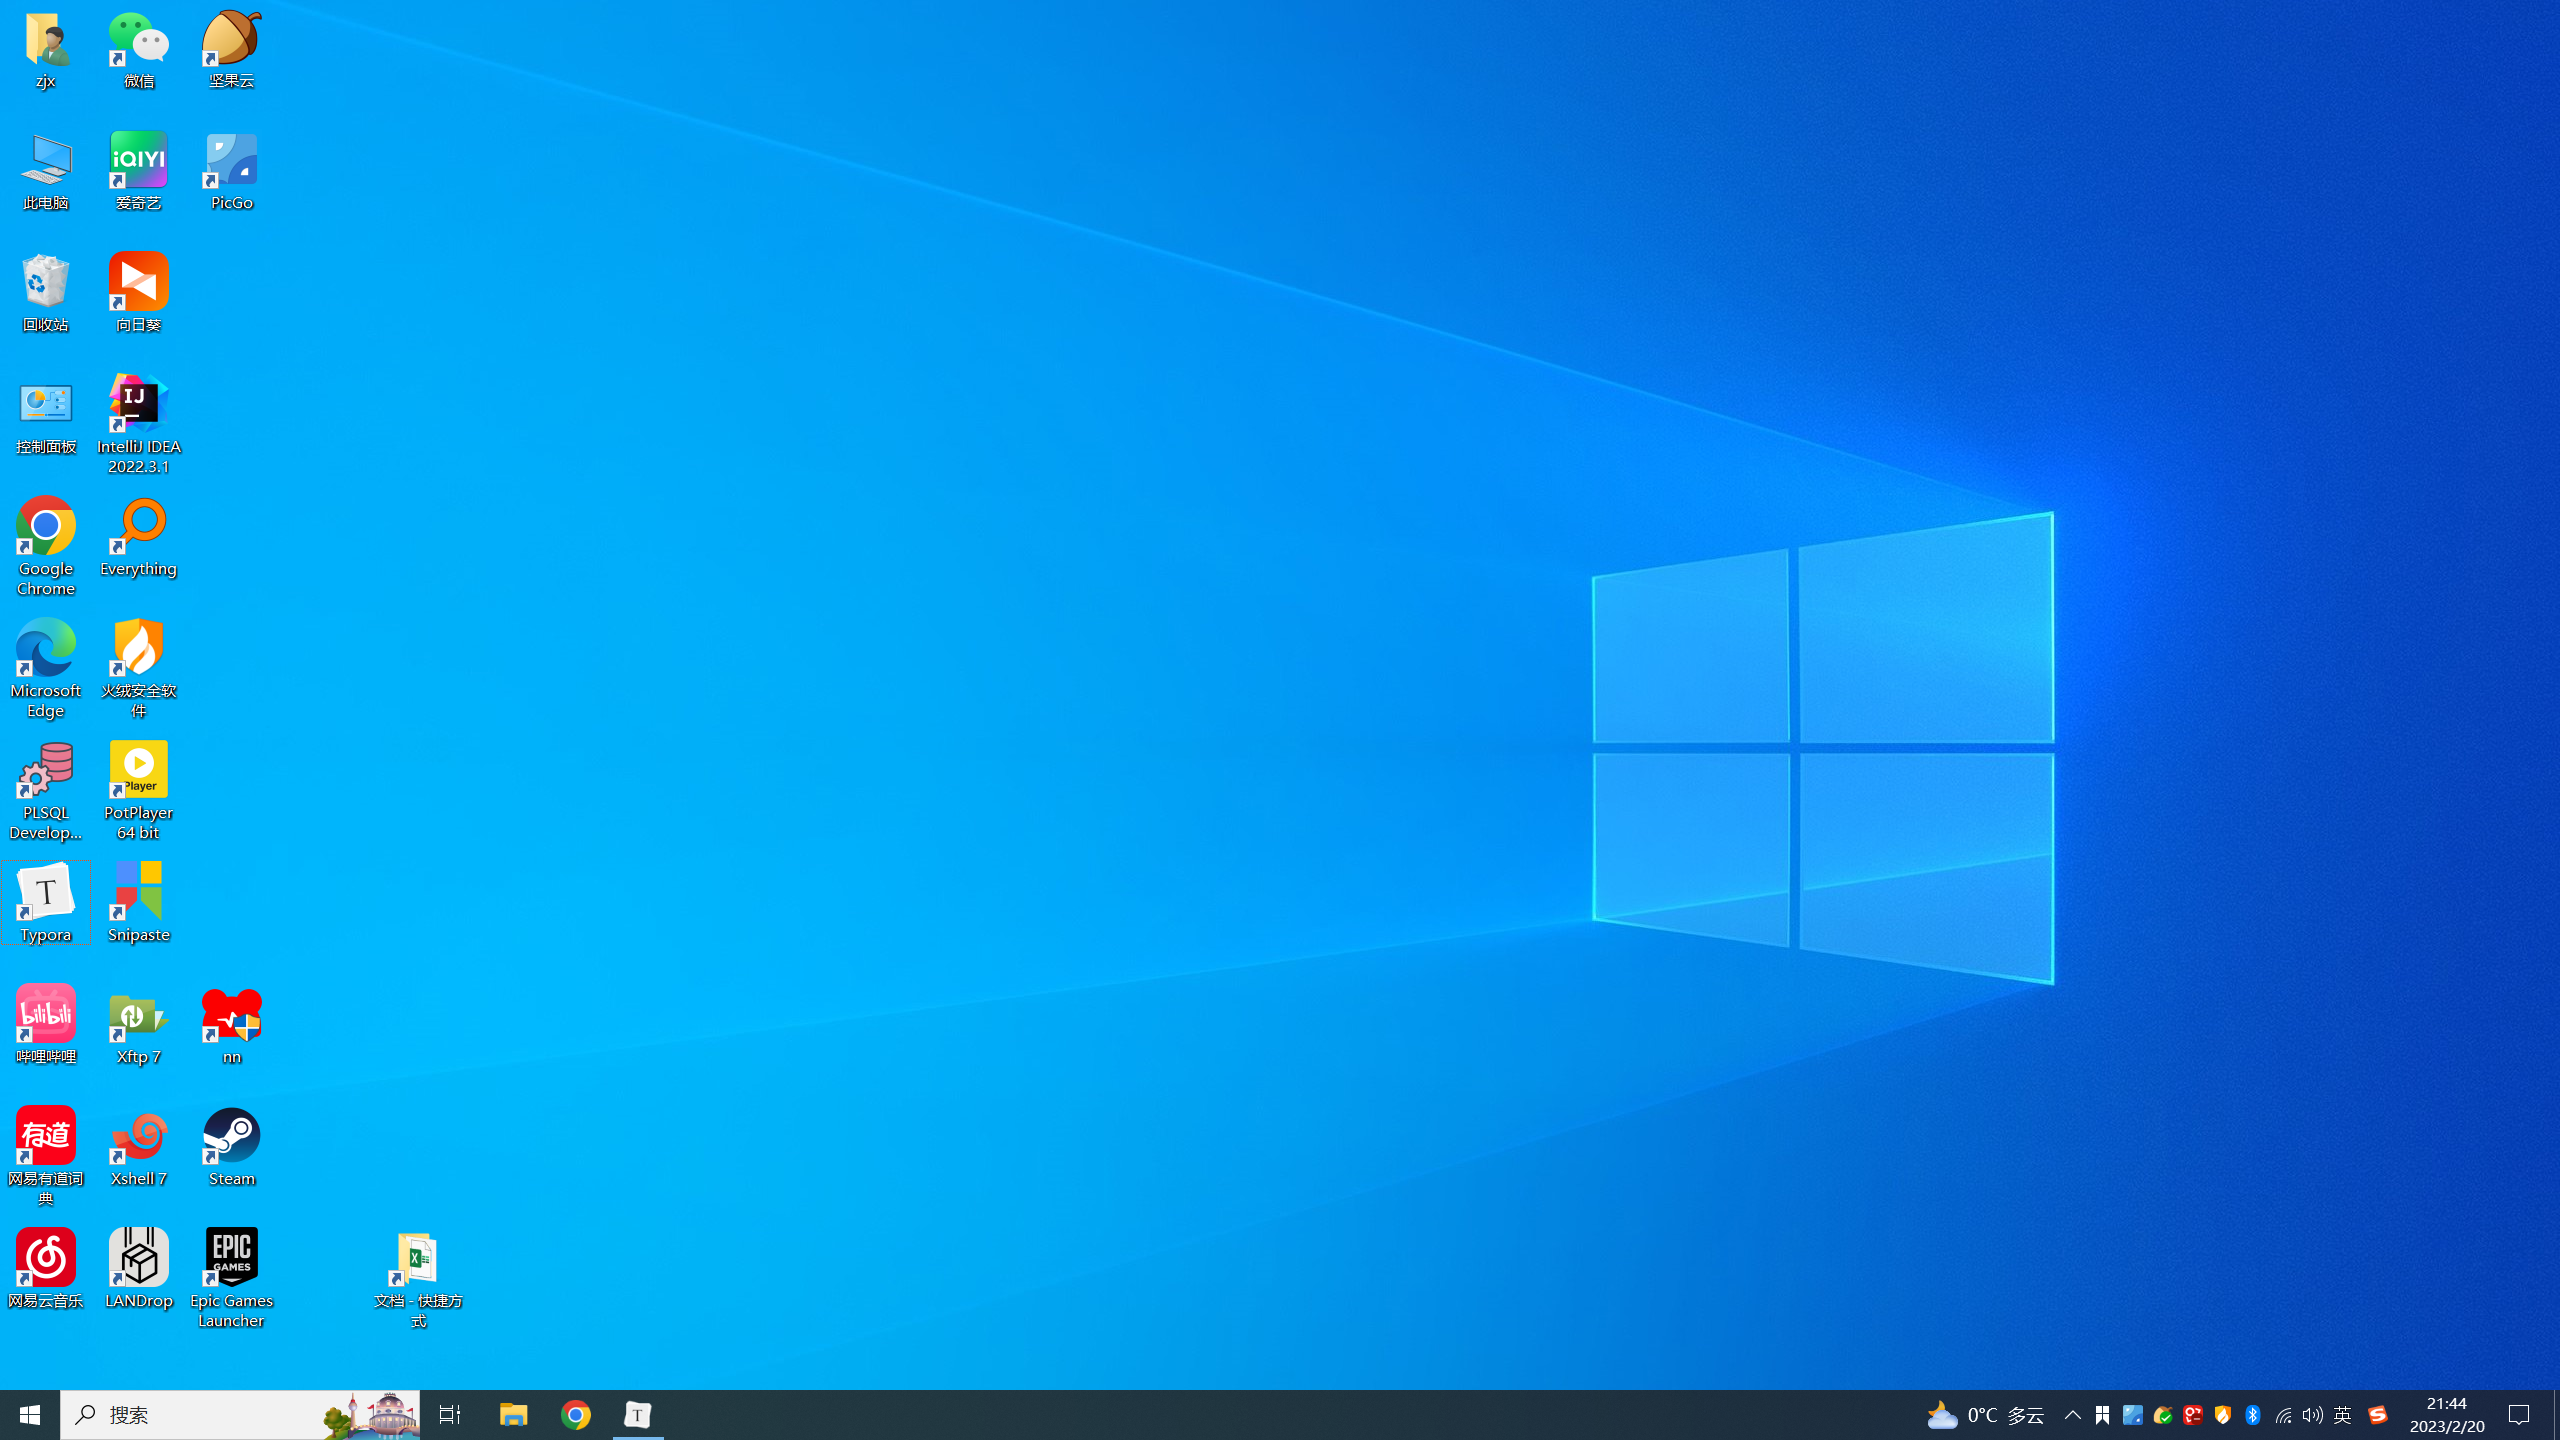 zjx
微信
坚果云
iQIYI
此电脑
爱奇艺
PicGo
回收站
向日葵
IJ
控制面板
IntelliJ IDEA
2022.3.1
Google
Chrome
Everything
Microsoft
Edge
火绒安全软
件
Player
PLSQL
Develop...
PotPlayer
64 bit
T
Typora
Snipaste
bilibili
哔哩哔哩
Xftp 7
nn
有道
网易有道词
典
Xshell 7
Steam
EPIC
GAMES
网易云音乐
LANDrop
Epic Games
Launcher
文档 - 快捷方
式
搜索
T
0°C 多云
英
21:44
2023/2/20